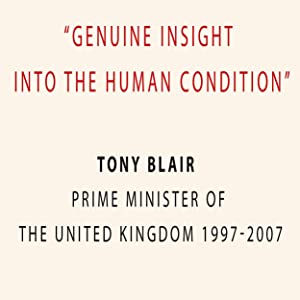 “GENUINE INSIGHT
INTO THE HUMAN CONDITION”
TONY BLAIR
PRIME MINISTER OF
THE UNITED KINGDOM 1997-2007